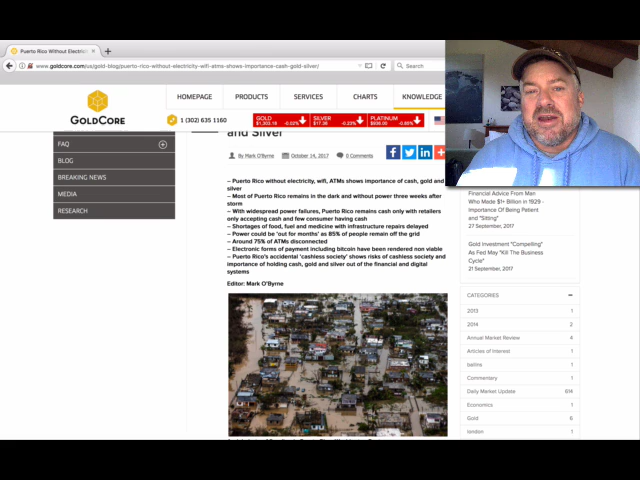 Puerto Rico Without Electrici
www.goldcore.com/us/gold-blog/puerto-rico-without-electricity-wifi-atms-shows-importance-cash-gold-silver/
Search
GOLDCORE
HOMEPAGE
PRODUCTS
SERVICES
CHARTS
KNOWLEDGE
1 (302) 635 1160
GOLD
SILVER
PLATINUM
-0.02%
-0.23%
FAQ
BLOG
BREAKING NEWS
MEDIA
RESEARCH
and Silver
By Mark O'Byrne
October 14, 2017
0 Comments
– Puerto Rico without electricity, wifi, ATMs shows importance of cash, gold and
silver
– Most of Puerto Rico remains in the dark and without power three weeks after
storm
– With widespread power failures, Puerto Rico remains cash only with retailers
only accepting cash and few consumer having cash
– Shortages of food, fuel and medicine with infrastructure repairs delayed
– Power could be 'out for months' as 85% of people remain off the grid
– Around 75% of ATMs disconnected
– Electronic forms of payment including bitcoin have been rendered non viable
– Puerto Rico's accidental 'cashless society' shows risks of cashless society and
importance of holding cash, gold and silver out of the financial and digital
systems
Editor: Mark O'Byrne
Financial Advice From Man
Who Made $1+ Billion in 1929 -
Importance Of Being Patient
and "Sitting"
27 September, 2017
Gold Investment "Compelling"
As Fed May "Kill The Business
Cycle"
21 September, 2017
CATEGORIES
2013 1
2014 2
Annual Market Review 4
Articles of Interest 1
balline 1
Commentary 1
Daily Market Update 614
Economics 1
Gold 6
london 1